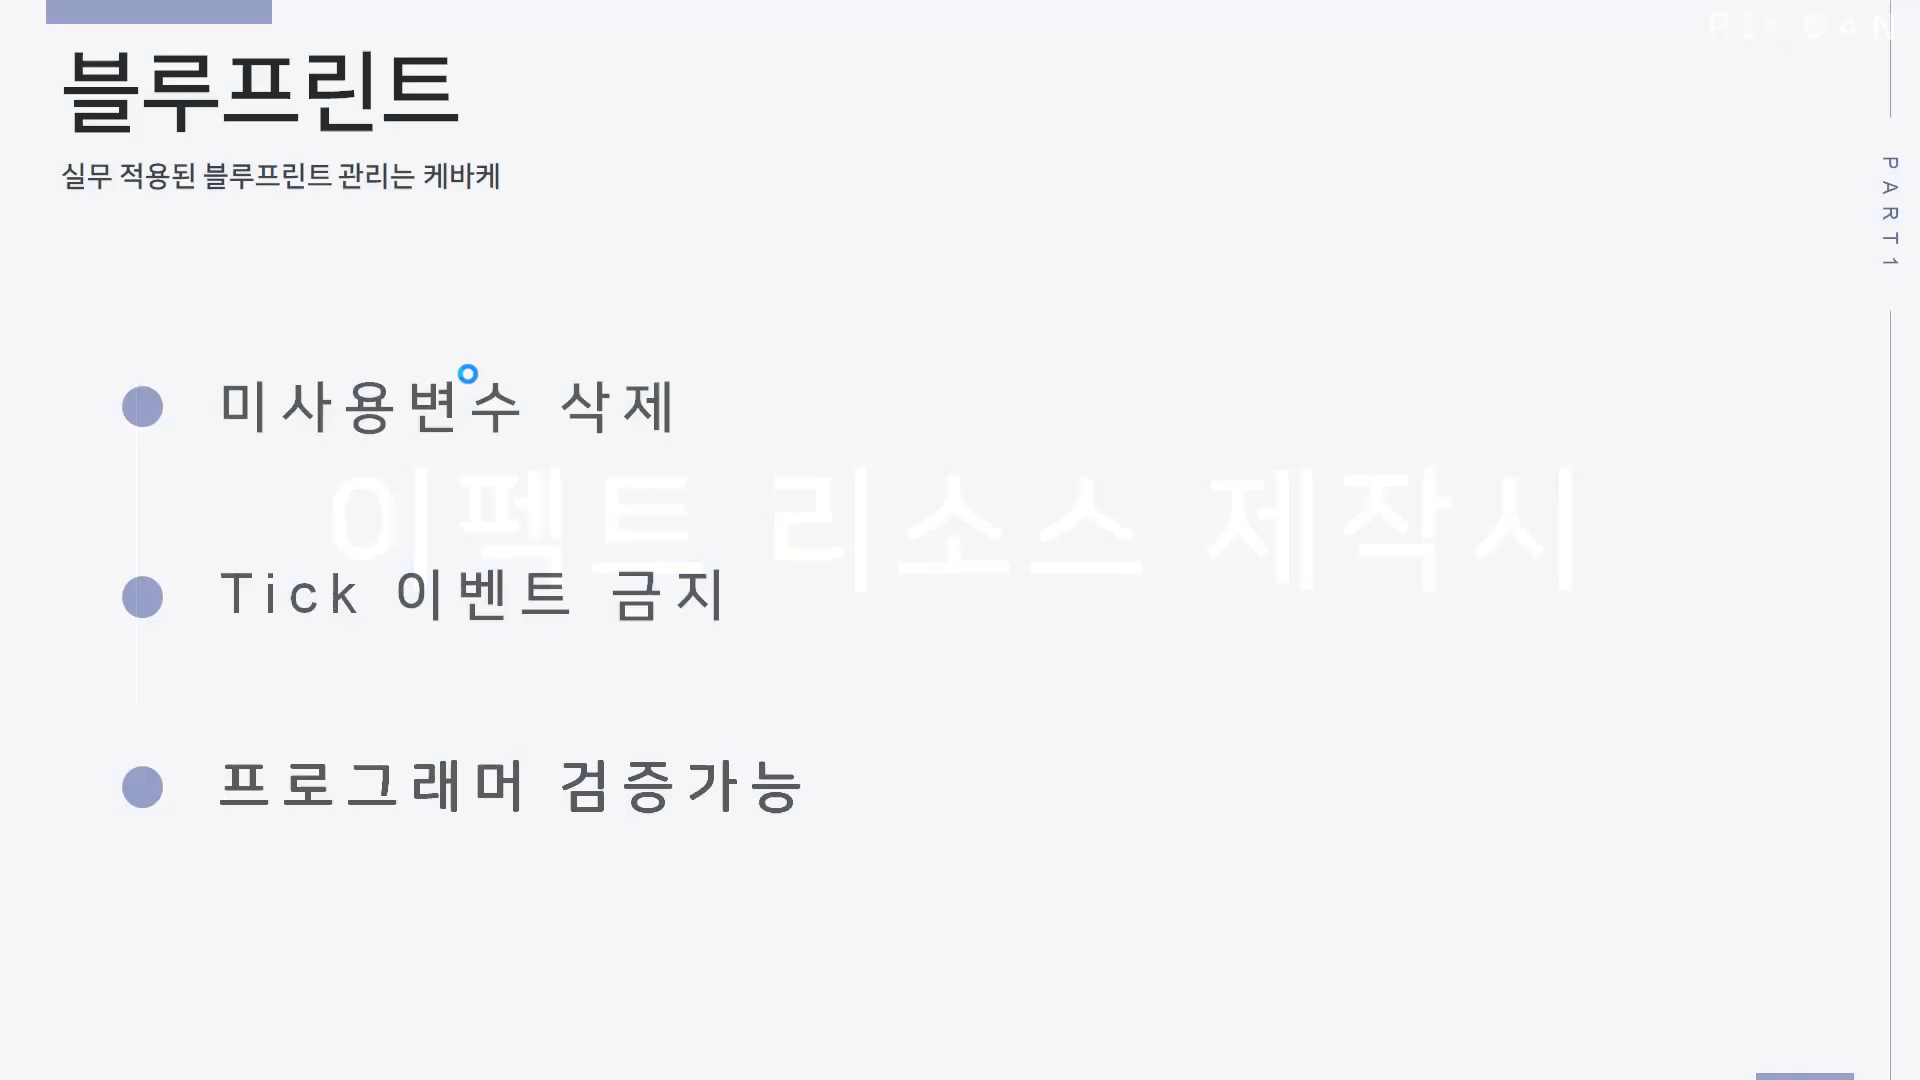 블루프린트
실무 적용된 블루프린트 관리는 케바케
PART1
미사용변수 삭제
이펙트 리소스 제작시
Tick 이벤트 금지
프로그래머 검증가능